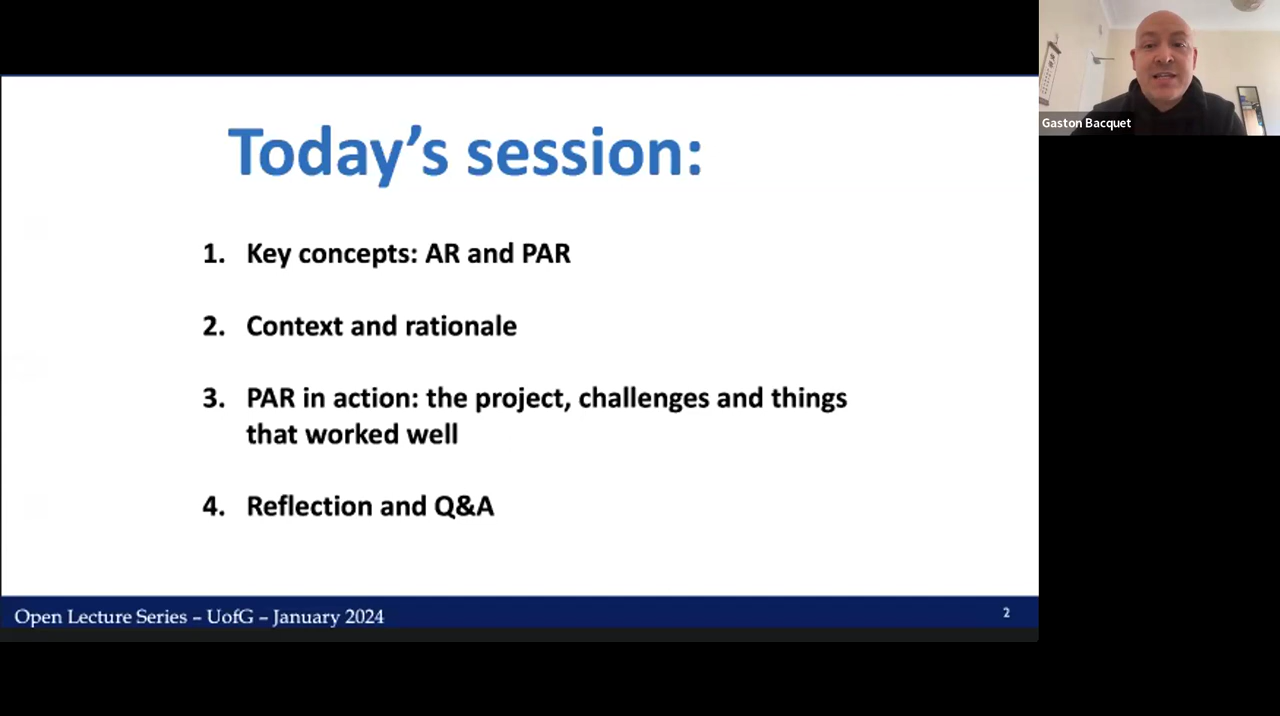 Today’s session:
1. Key concepts: AR and PAR
2. Context and rationale
3. PAR in action: the project, challenges and things
that worked well
4. Reflection and Q&A
Open Lecture Series – UofG – January 2024
2
Gaston Bacquet